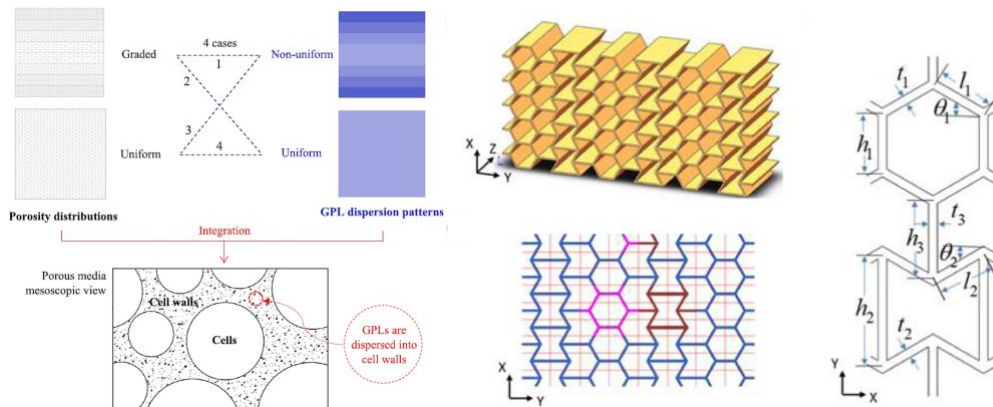 4 cases
Graded
Non-uniform
1
2
3
4
Uniform
Uniform
Porosity distributions
GPL dispersion patterns
Integration
Porous media
mesoscopic view
Cell walls
Cells
GPLs are
dispersed into
cell walls
X
Z
Y
X
Y
t₁
l₁
θ₁
h₁
t₃
h₃
θ₂
l₂
h₂
t₂
Y
X